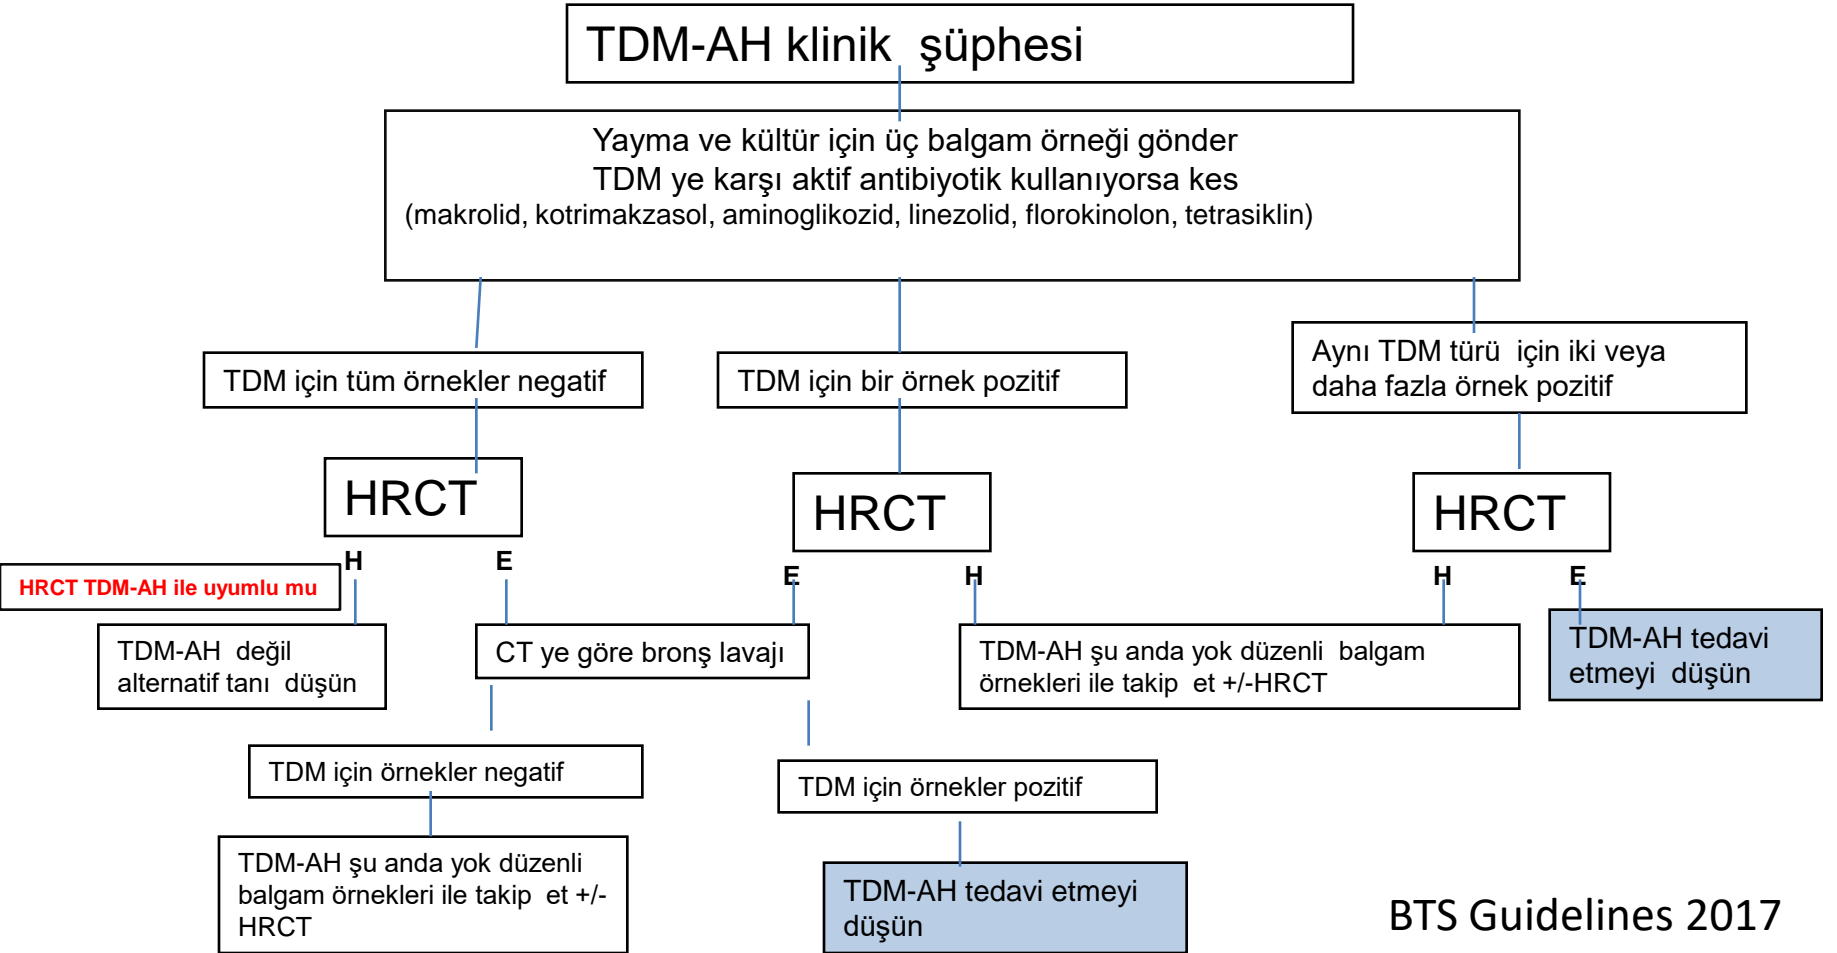 TDM-AH klinik şüphesi
Yayma ve kültür için üç balgam örneği gönder
TDM ye karşı aktif antibiyotik kullanıyorsa kes
(makrolid, kotrimakzasol, aminoglikozid, linezolid, florokinolon, tetrasiklin)
TDM için tüm örnekler negatif
TDM için bir örnek pozitif
Aynı TDM türü için iki veya
daha fazla örnek pozitif
HRCT
HRCT
HRCT
H
E
E
H
H
E
HRCT TDM-AH ile uyumlu mu
TDM-AH değil
alternatif tanı düşün
CT ye göre bronş lavajı
TDM-AH şu anda yok düzenli balgam
örnekleri ile takip et +/-HRCT
TDM-AH tedavi
etmeyi düşün
TDM için örnekler negatif
TDM için örnekler pozitif
TDM-AH şu anda yok düzenli
balgam örnekleri ile takip et +/-
HRCT
TDM-AH tedavi etmeyi
düşün
BTS Guidelines 2017